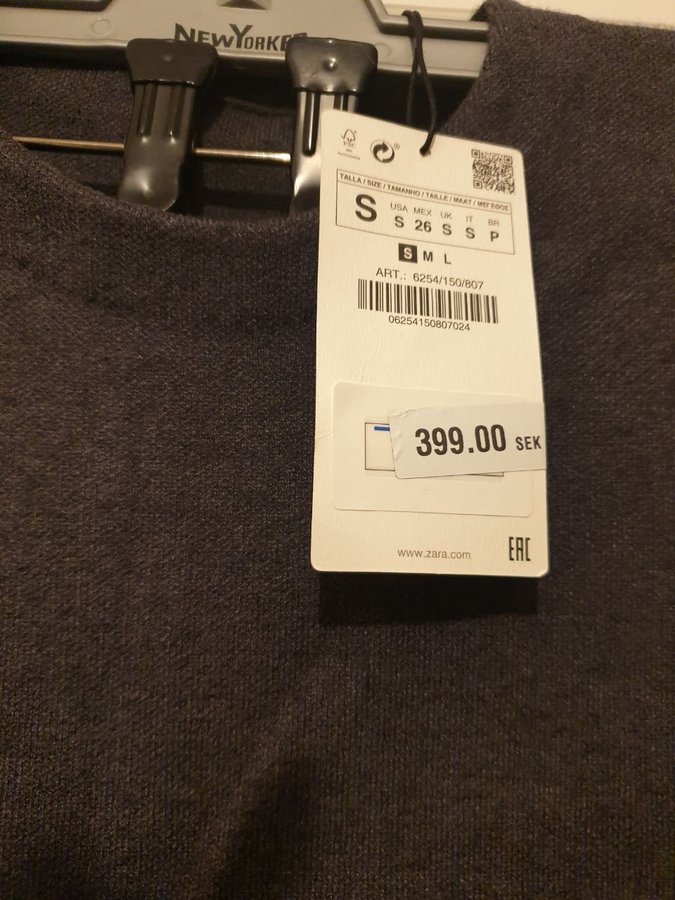 NEWYORKER
FSC
®
TALLA / SIZE / TAMANHO / TAILLE / MAAT / ΜΕΓΕΘΟΣ
S
USA MEX UK IT BR
S 26 S S P
S M L
ART.: 6254/150/807
06254150807024
399.00 SEK
www.zara.com
EAC